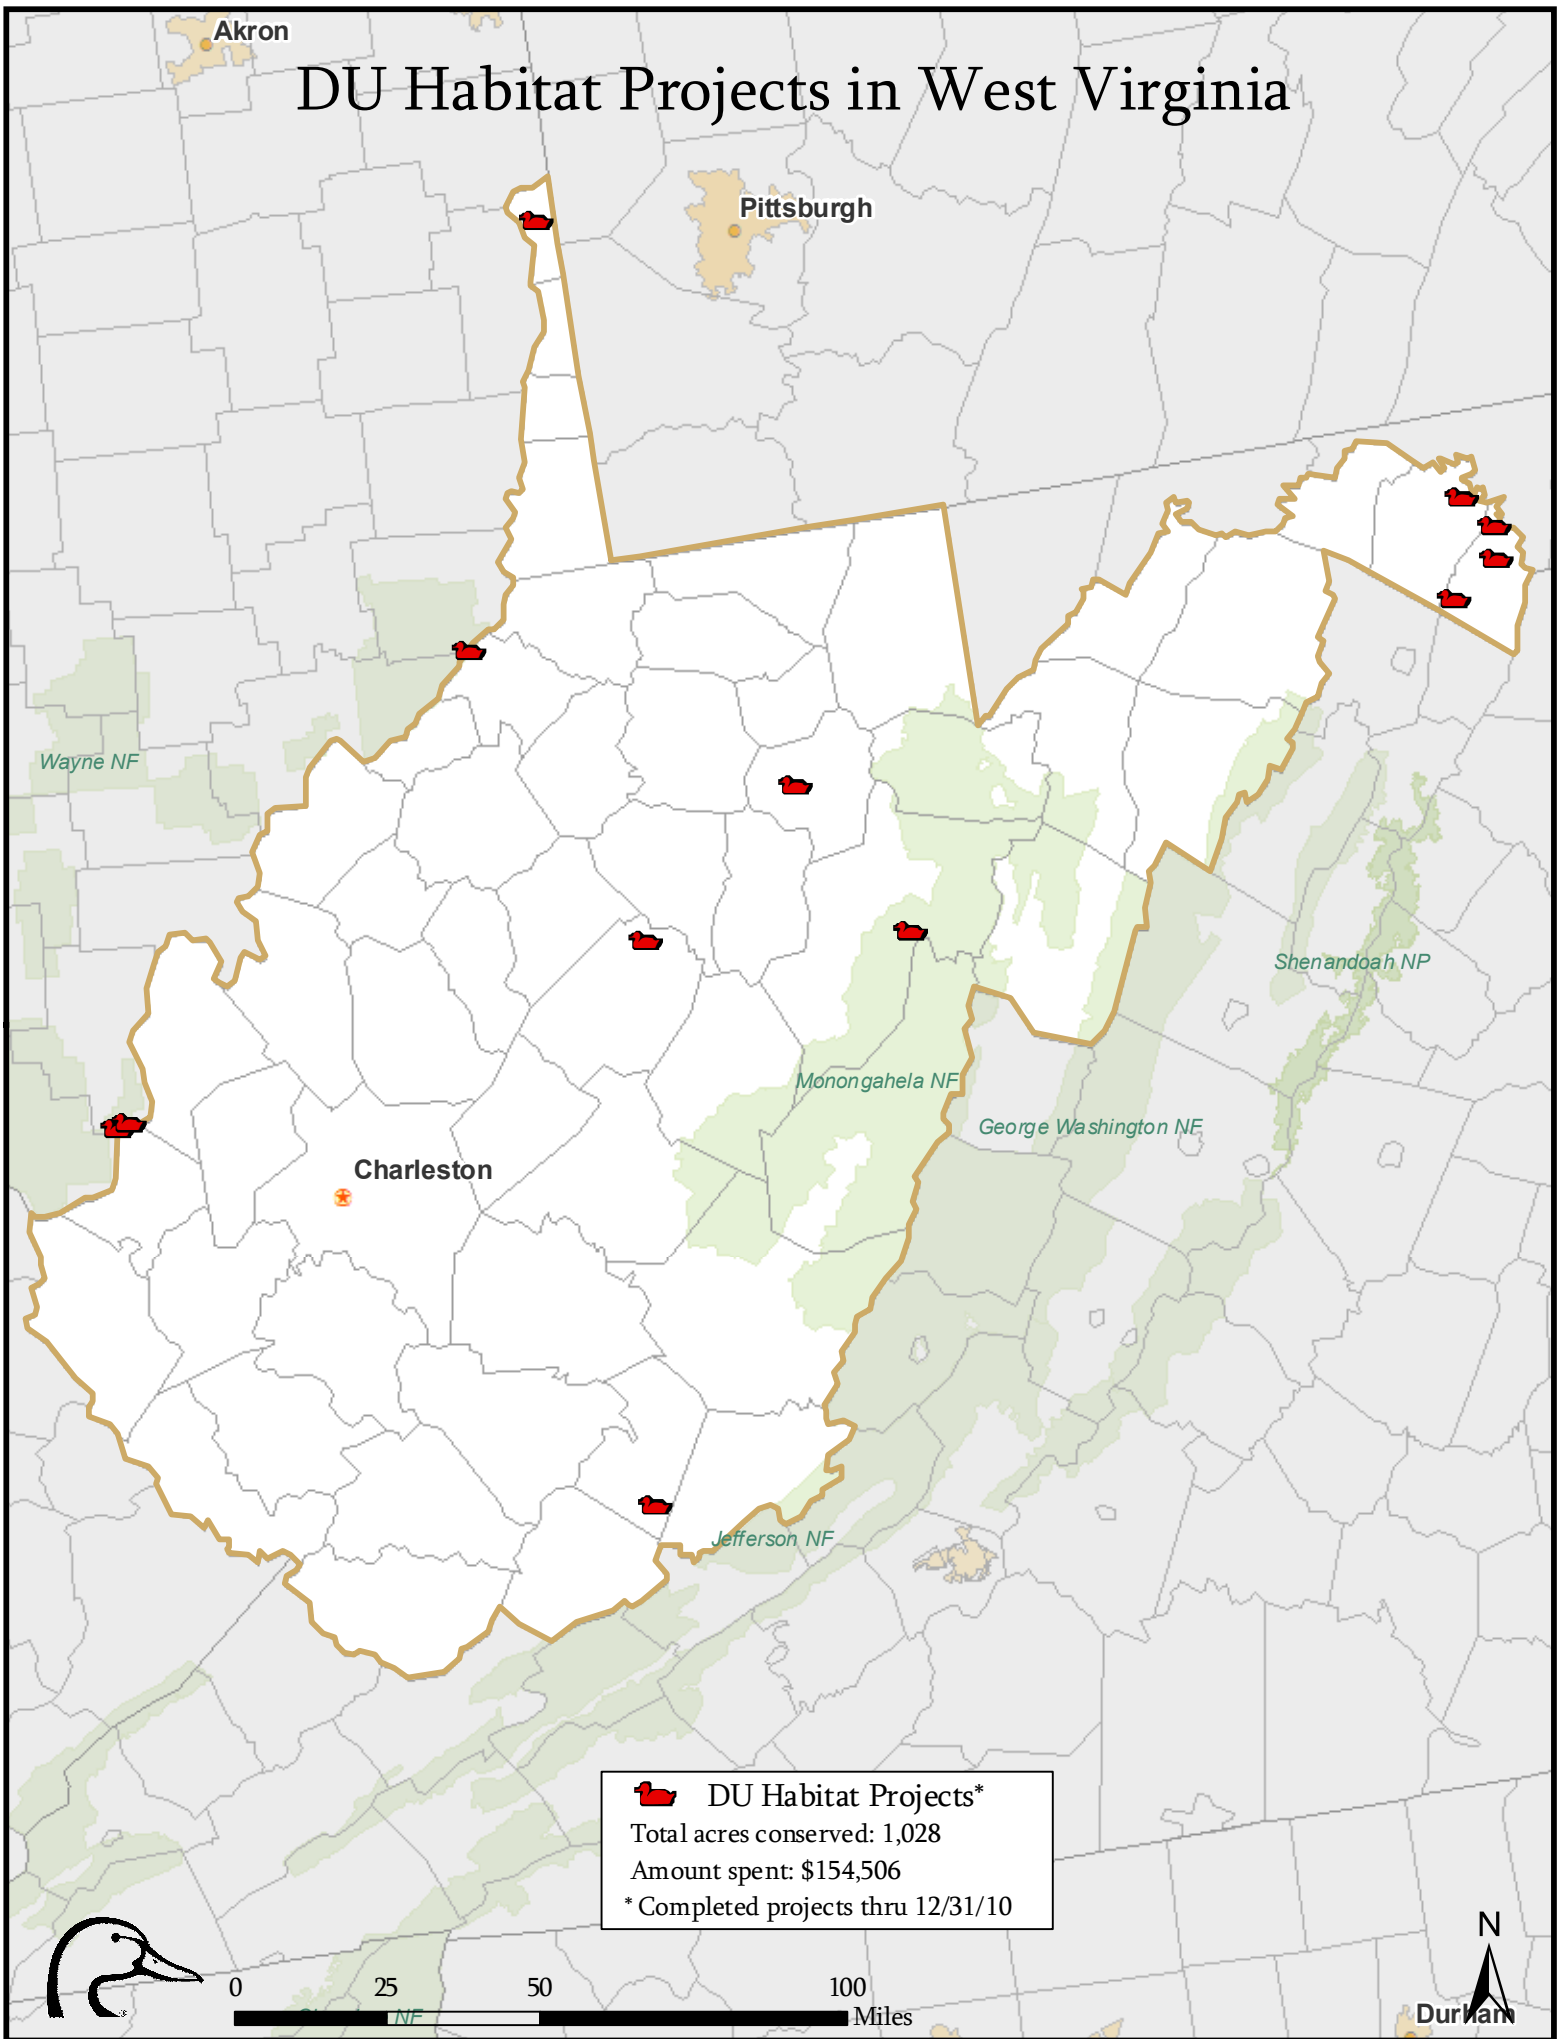 Akron
DU Habitat Projects in West Virginia
Pittsburgh
Wayne NF
Shenandoah NP
Monongahela NF
George Washington NF
Charleston
Jefferson NF
DU Habitat Projects*
Total acres conserved: 1,028
Amount spent: $154,506
* Completed projects thru 12/31/10
N
0 25 50 100
Miles
NF
Durham